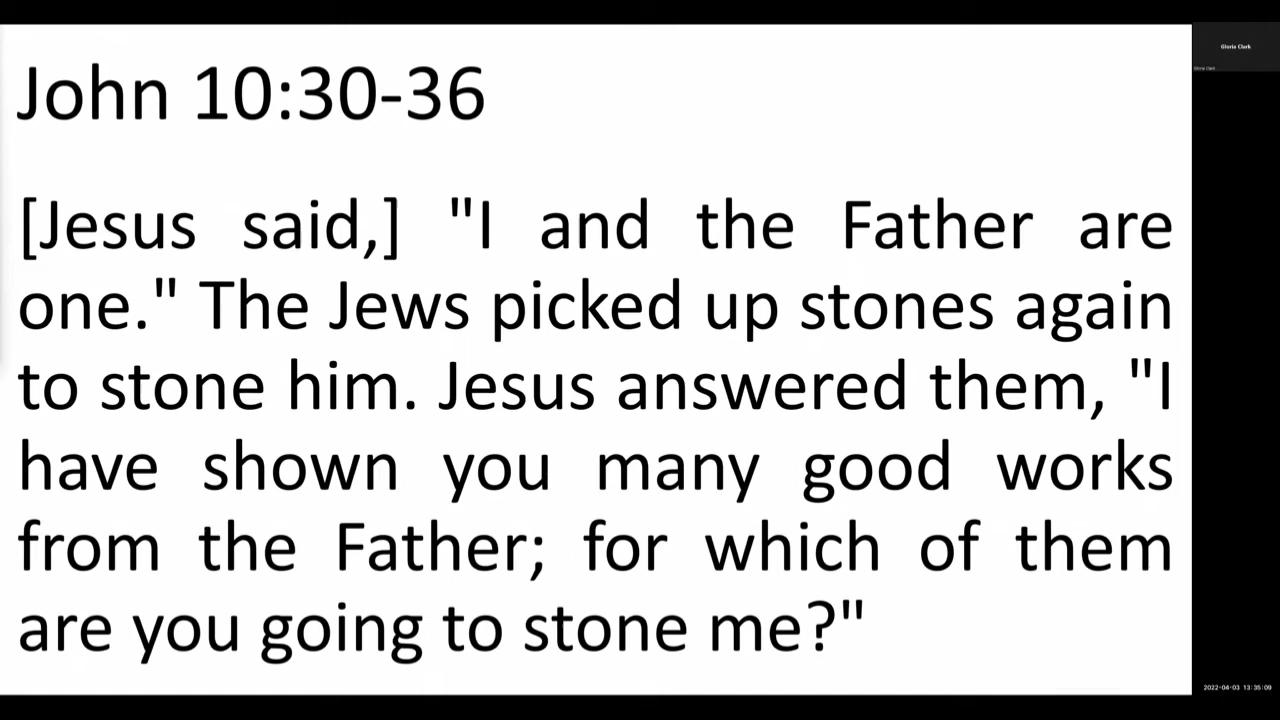 John 10:30-36
[Jesus said,] "I and the Father are
one." The Jews picked up stones again
to stone him. Jesus answered them, "I
have shown you many good works
from the Father; for which of them
are you going to stone me?"
Gloria Clark
Gloria Clark
2022-04-03 13:35:09